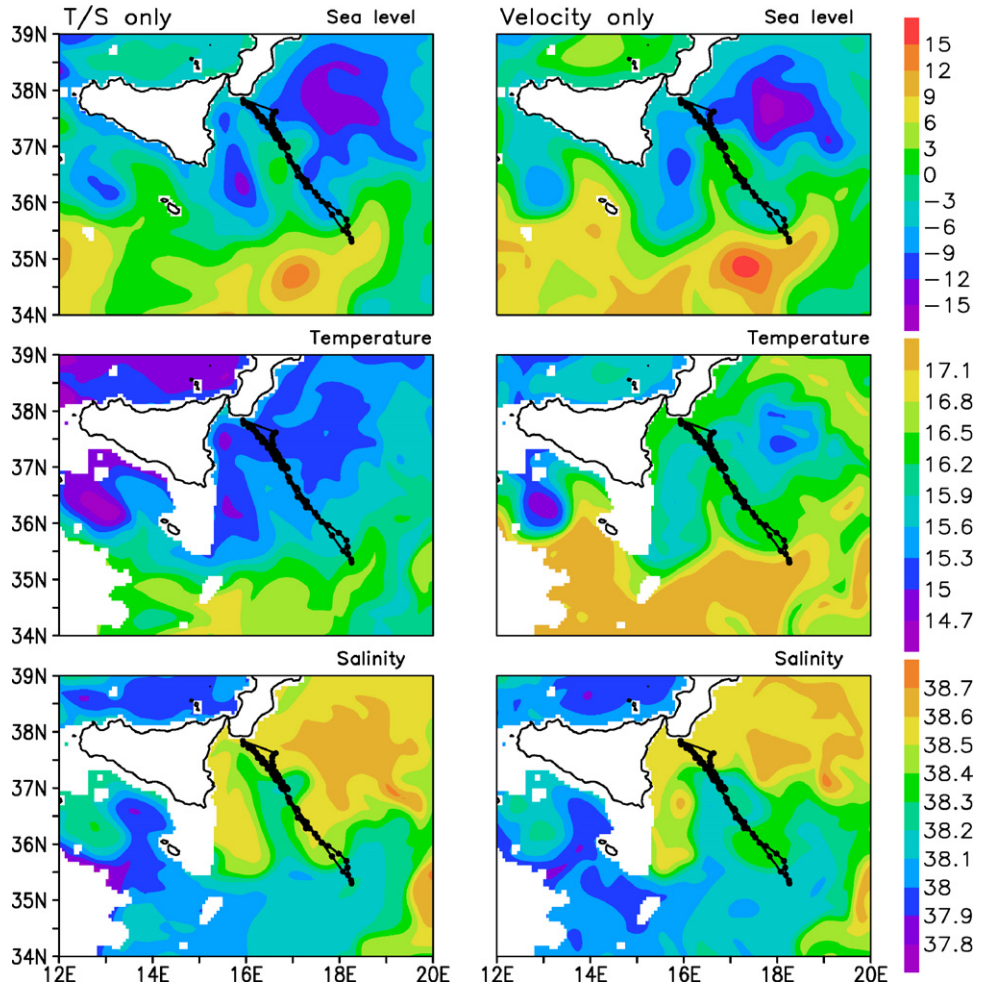 T/S only Sea level
Velocity only Sea level
39N
38N
37N
36N
35N
34N
15
12
9
6
3
0
−3
−6
−9
−12
−15
Temperature
Temperature
39N
38N
37N
36N
35N
34N
17.1
16.8
16.5
16.2
15.9
15.6
15.3
15
14.7
Salinity
Salinity
39N
38N
37N
36N
35N
34N
12E 14E 16E 18E 20E
12E 14E 16E 18E 20E
38.7
38.6
38.5
38.4
38.3
38.2
38.1
38
37.9
37.8